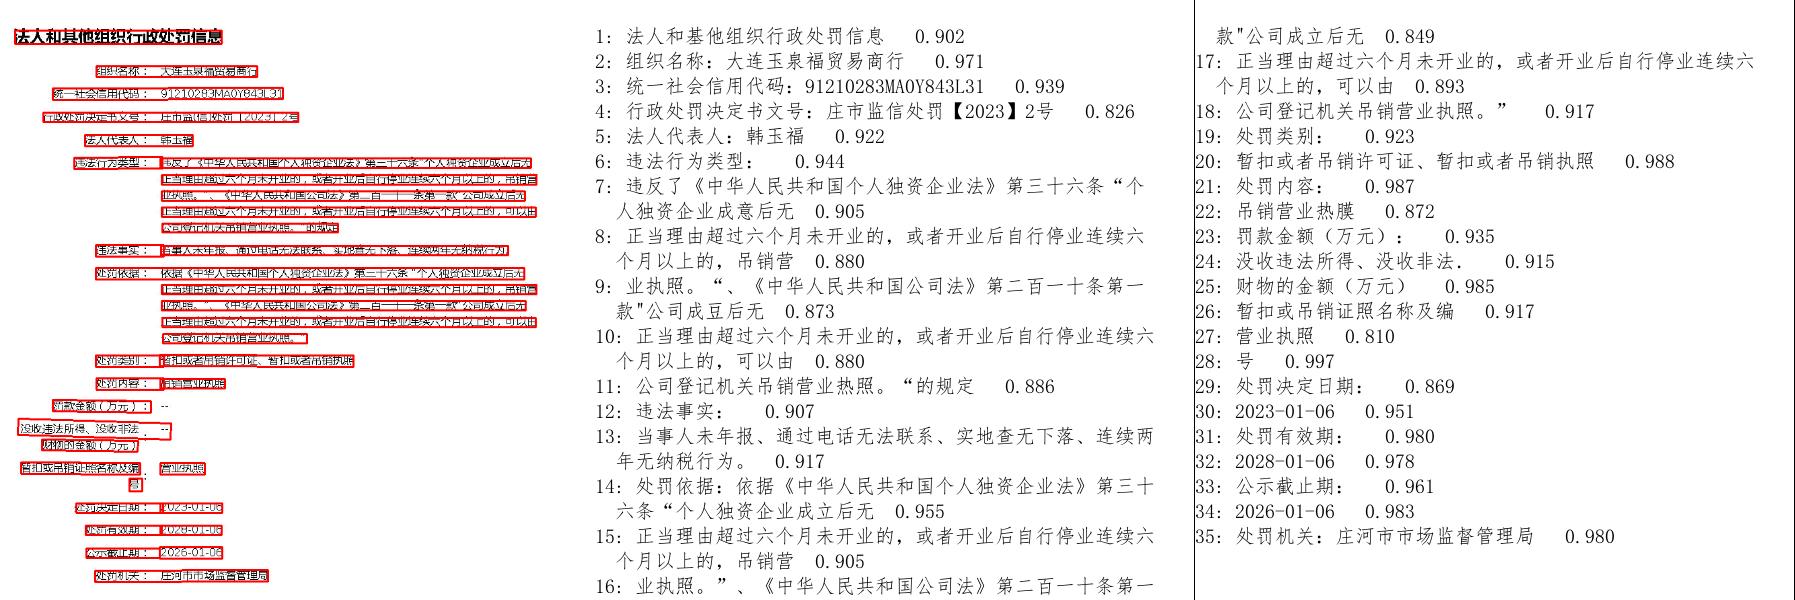 法人和其他组织行政处罚信息
组织名称： 大连玉泉福贸易商行
统一社会信用代码： 91210283MA0Y843L31
行政处罚决定书文号： 庄市监信处罚【2023】2号
法人代表人： 韩玉福
违法行为类型： 违反了《中华人民共和国个人独资企业法》第三十六条“个人独资企业成立后无
正当理由超过六个月未开业的，或者开业后自行停业连续六个月以上的，吊销营
业执照。”、《中华人民共和国公司法》第二百一十条第一款"公司成立后无
正当理由超过六个月未开业的，或者开业后自行停业连续六个月以上的，可以由
公司登记机关吊销营业执照。”的规定
违法事实： 当事人未年报、通过电话无法联系、实地查无下落、连续两年无纳税行为。
处罚依据： 依据《中华人民共和国个人独资企业法》第三十六条“个人独资企业成立后无
正当理由超过六个月未开业的，或者开业后自行停业连续六个月以上的，吊销营
业执照。”、《中华人民共和国公司法》第二百一十条第一款"公司成立后无
正当理由超过六个月未开业的，或者开业后自行停业连续六个月以上的，可以由
公司登记机关吊销营业执照。”
处罚类别： 暂扣或者吊销许可证、暂扣或者吊销执照
处罚内容： 吊销营业执照
罚款金额（万元）： --
没收违法所得、没收非法 --
财物的金额（万元）
暂扣或吊销证照名称及编 营业执照
号
处罚决定日期： 2023-01-06
处罚有效期： 2028-01-06
公示截止期： 2026-01-06
处罚机关： 庄河市市场监督管理局
1: 法人和基他组织行政处罚信息 0.902
2: 组织名称：大连玉泉福贸易商行 0.971
3: 统一社会信用代码：91210283MA0Y843L31 0.939
4: 行政处罚决定书文号：庄市监信处罚【2023】2号 0.826
5: 法人代表人：韩玉福 0.922
6: 违法行为类型： 0.944
7: 违反了《中华人民共和国个人独资企业法》第三十六条“个
人独资企业成意后无 0.905
8: 正当理由超过六个月未开业的，或者开业后自行停业连续六
个月以上的，吊销营 0.880
9: 业执照。“、《中华人民共和国公司法》第二百一十条第一
款"公司成豆后无 0.873
10: 正当理由超过六个月未开业的，或者开业后自行停业连续六
个月以上的，可以由 0.880
11: 公司登记机关吊销营业热照。“的规定 0.886
12: 违法事实： 0.907
13: 当事人未年报、通过电话无法联系、实地查无下落、连续两
年无纳税行为。 0.917
14: 处罚依据：依据《中华人民共和国个人独资企业法》第三十
六条“个人独资企业成立后无 0.955
15: 正当理由超过六个月未开业的，或者开业后自行停业连续六
个月以上的，吊销营 0.905
16: 业执照。”、《中华人民共和国公司法》第二百一十条第一
款"公司成立后无 0.849
17: 正当理由超过六个月未开业的，或者开业后自行停业连续六
个月以上的，可以由 0.893
18: 公司登记机关吊销营业执照。” 0.917
19: 处罚类别： 0.923
20: 暂扣或者吊销许可证、暂扣或者吊销执照 0.988
21: 处罚内容： 0.987
22: 吊销营业热膜 0.872
23: 罚款金额（万元）： 0.935
24: 没收违法所得、没收非法. 0.915
25: 财物的金额（万元） 0.985
26: 暂扣或吊销证照名称及编 0.917
27: 营业执照 0.810
28: 号 0.997
29: 处罚决定日期： 0.869
30: 2023-01-06 0.951
31: 处罚有效期： 0.980
32: 2028-01-06 0.978
33: 公示截止期： 0.961
34: 2026-01-06 0.983
35: 处罚机关：庄河市市场监督管理局 0.980